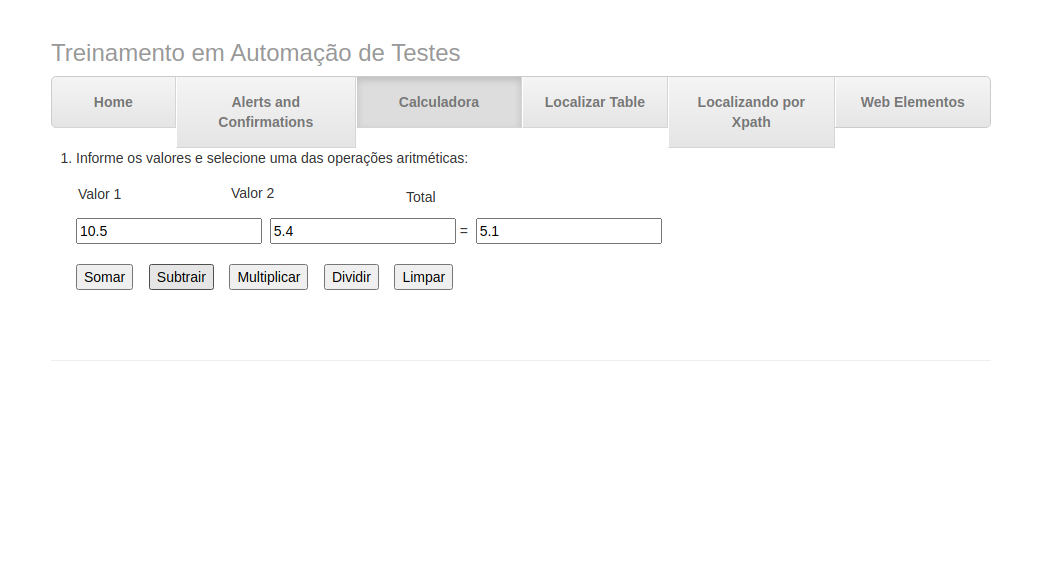 Treinamento em Automação de Testes
Home
Alerts and
Confirmations
Calculadora
Localizar Table
Localizando por
Xpath
Web Elementos
1. Informe os valores e selecione uma das operações aritméticas:
Valor 1 Valor 2 Total
10.5 5.4 = 5.1
Somar Subtrair Multiplicar Dividir Limpar